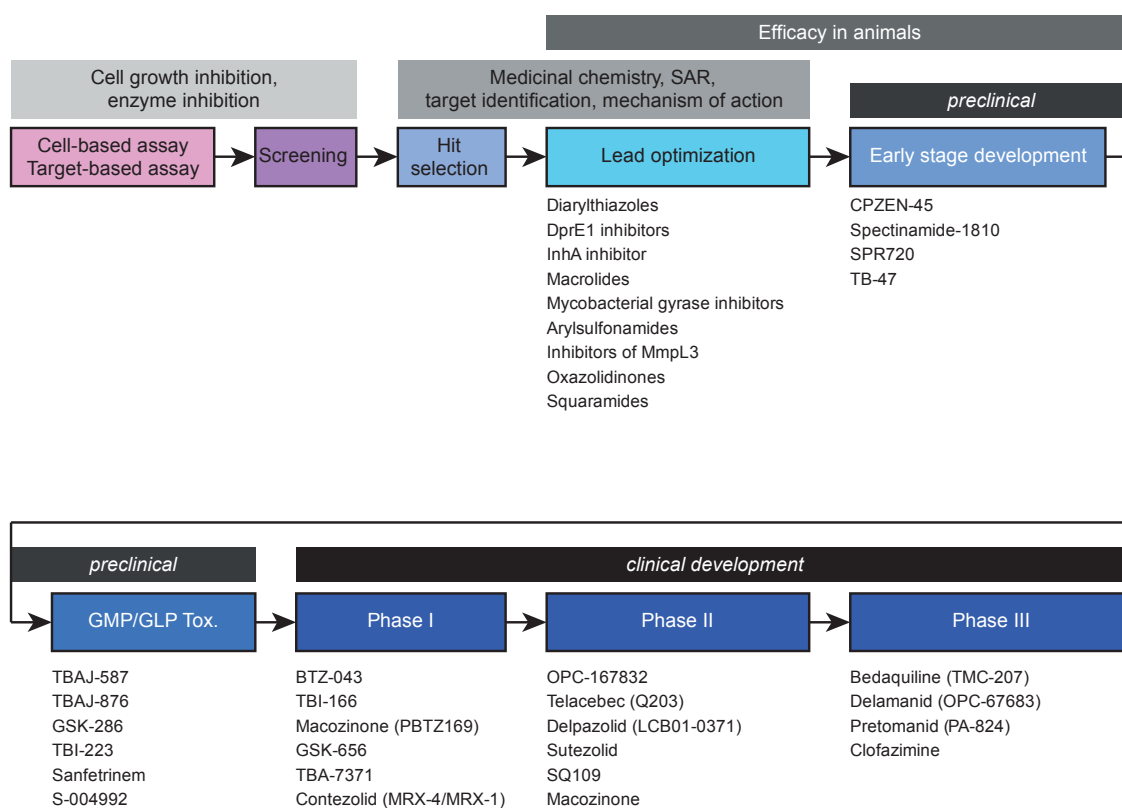 Efficacy in animals
Cell growth inhibition,
enzyme inhibition
Medicinal chemistry, SAR,
target identification, mechanism of action
preclinical
Cell-based assay
Target-based assay
Screening
Hit
selection
Lead optimization
Early stage development
Diarylthiazoles
DprE1 inhibitors
InhA inhibitor
Macrolides
Mycobacterial gyrase inhibitors
Arylsulfonamides
Inhibitors of MmpL3
Oxazolidinones
Squaramides
CPZEN-45
Spectinamide-1810
SPR720
TB-47
preclinical
clinical development
GMP/GLP Tox.
Phase I
Phase II
Phase III
TBAJ-587
TBAJ-876
GSK-286
TBI-223
Sanfetrinem
S-004992
BTZ-043
TBI-166
Macozinone (PBTZ169)
GSK-656
TBA-7371
Contezolid (MRX-4/MRX-1)
OPC-167832
Telacebec (Q203)
Delpazolid (LCB01-0371)
Sutezolid
SQ109
Macozinone
Bedaquiline (TMC-207)
Delamanid (OPC-67683)
Pretomanid (PA-824)
Clofazimine